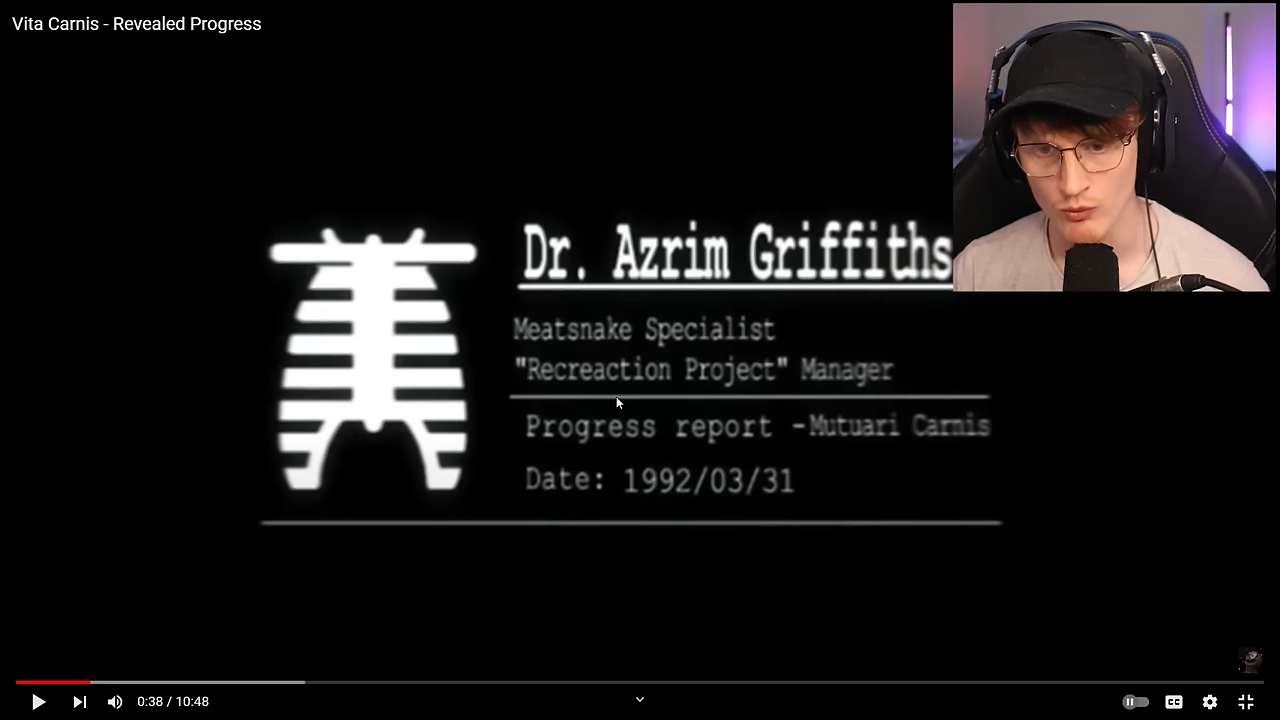 Vita Carnis - Revealed Progress
Dr. Azrim Griffiths
Meatsnake Specialist
"Recreaction Project" Manager
Progress report -Mutuari Carnis
Date: 1992/03/31
0:38 / 10:48
CC